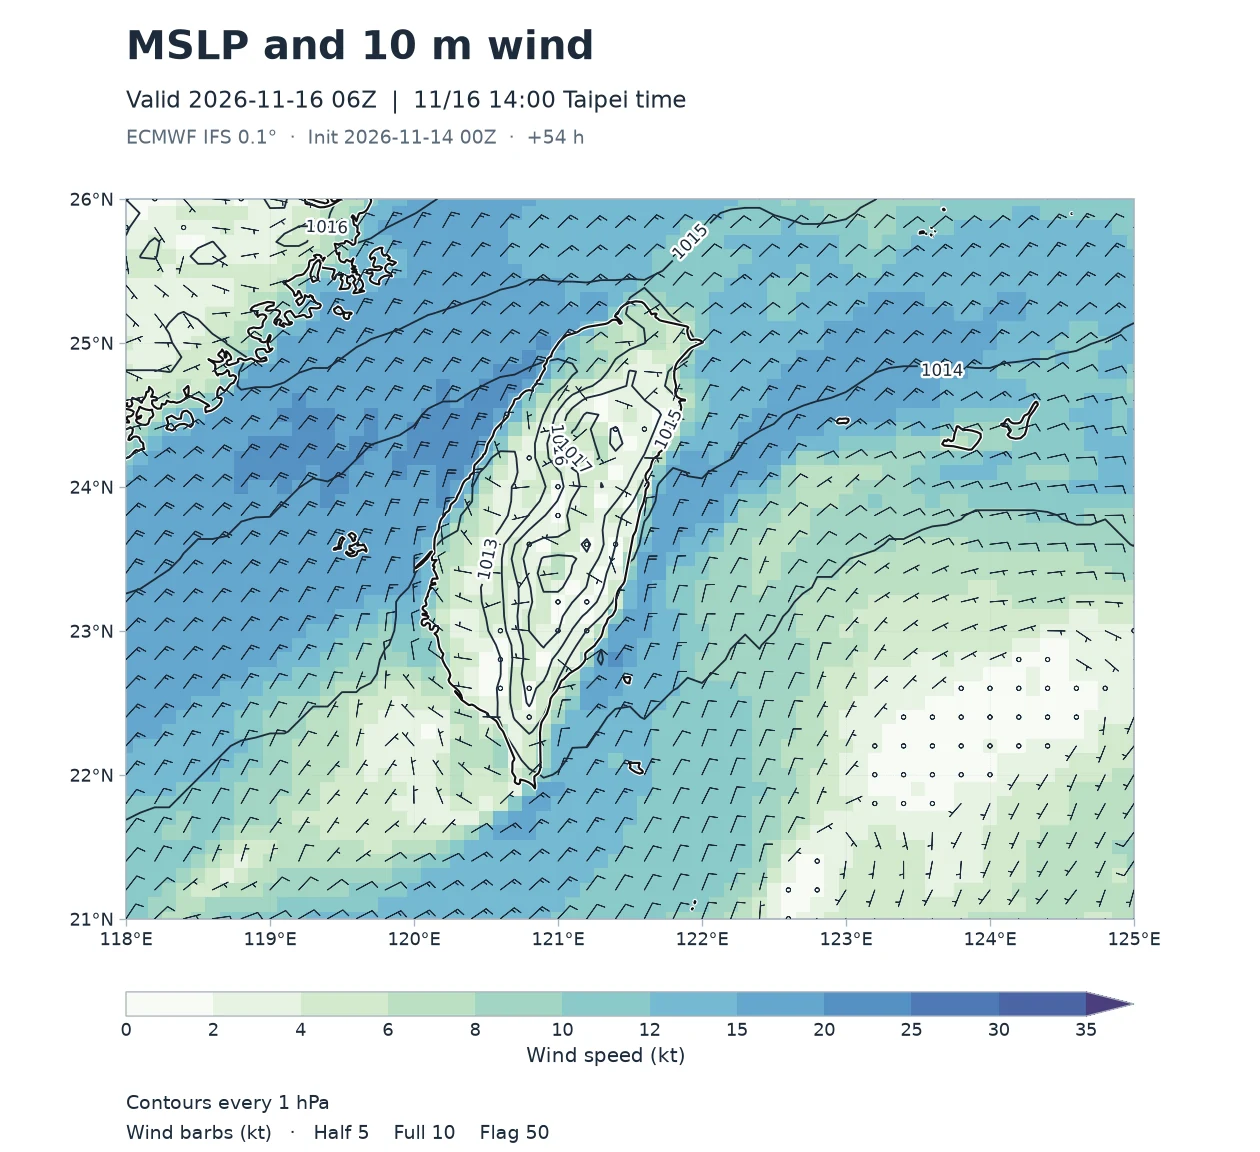 MSLP and 10 m wind
Valid 2026-11-16 06Z | 11/16 14:00 Taipei time
ECMWF IFS 0.1° · Init 2026-11-14 00Z · +54 h
26°N
1016
1015
25°N
1014
1015
1016
1017
24°N
1013
23°N
22°N
21°N
118°E 119°E 120°E 121°E 122°E 123°E 124°E 125°E
0 2 4 6 8 10 12 15 20 25 30 35
Wind speed (kt)
Contours every 1 hPa
Wind barbs (kt) · Half 5 Full 10 Flag 50